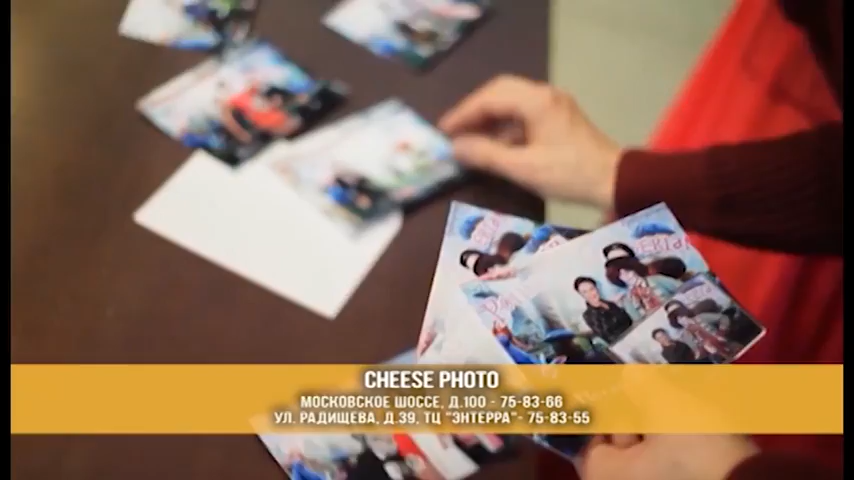 CHEESE PHOTO
МОСКОВСКОЕ ШОССЕ, Д.100 - 75-83-66
УЛ. РАДИЩЕВА, Д.39, ТЦ "ЭНТЕРРА"- 75-83-55